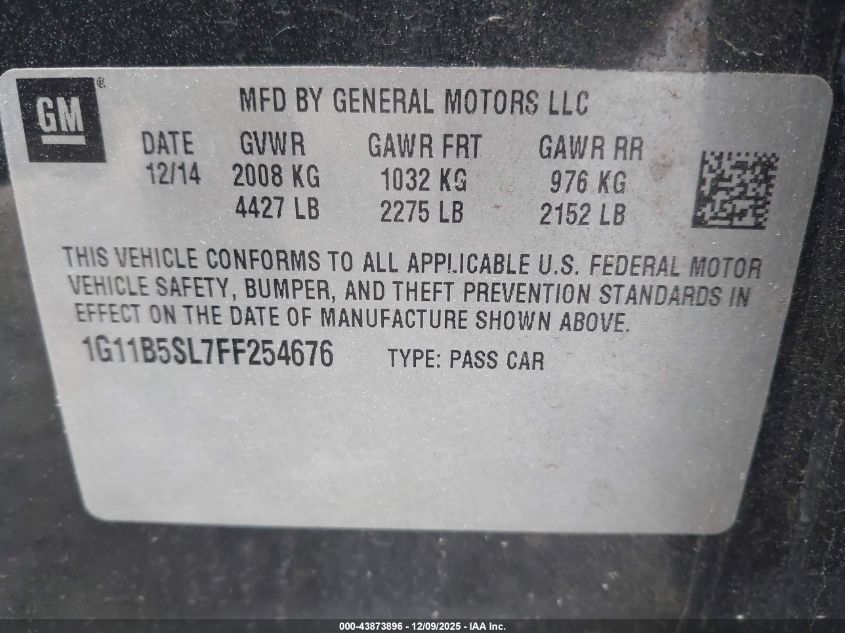 GM ®
MFD BY GENERAL MOTORS LLC
DATE GVWR GAWR FRT GAWR RR
12/14 2008 KG 1032 KG 976 KG
4427 LB 2275 LB 2152 LB
THIS VEHICLE CONFORMS TO ALL APPLICABLE U.S. FEDERAL MOTOR
VEHICLE SAFETY, BUMPER, AND THEFT PREVENTION STANDARDS IN
EFFECT ON THE DATE OF MANUFACTURE SHOWN ABOVE.
1G11B5SL7FF254676 TYPE: PASS CAR
000-43873896 - 12/09/2025 - IAA Inc.